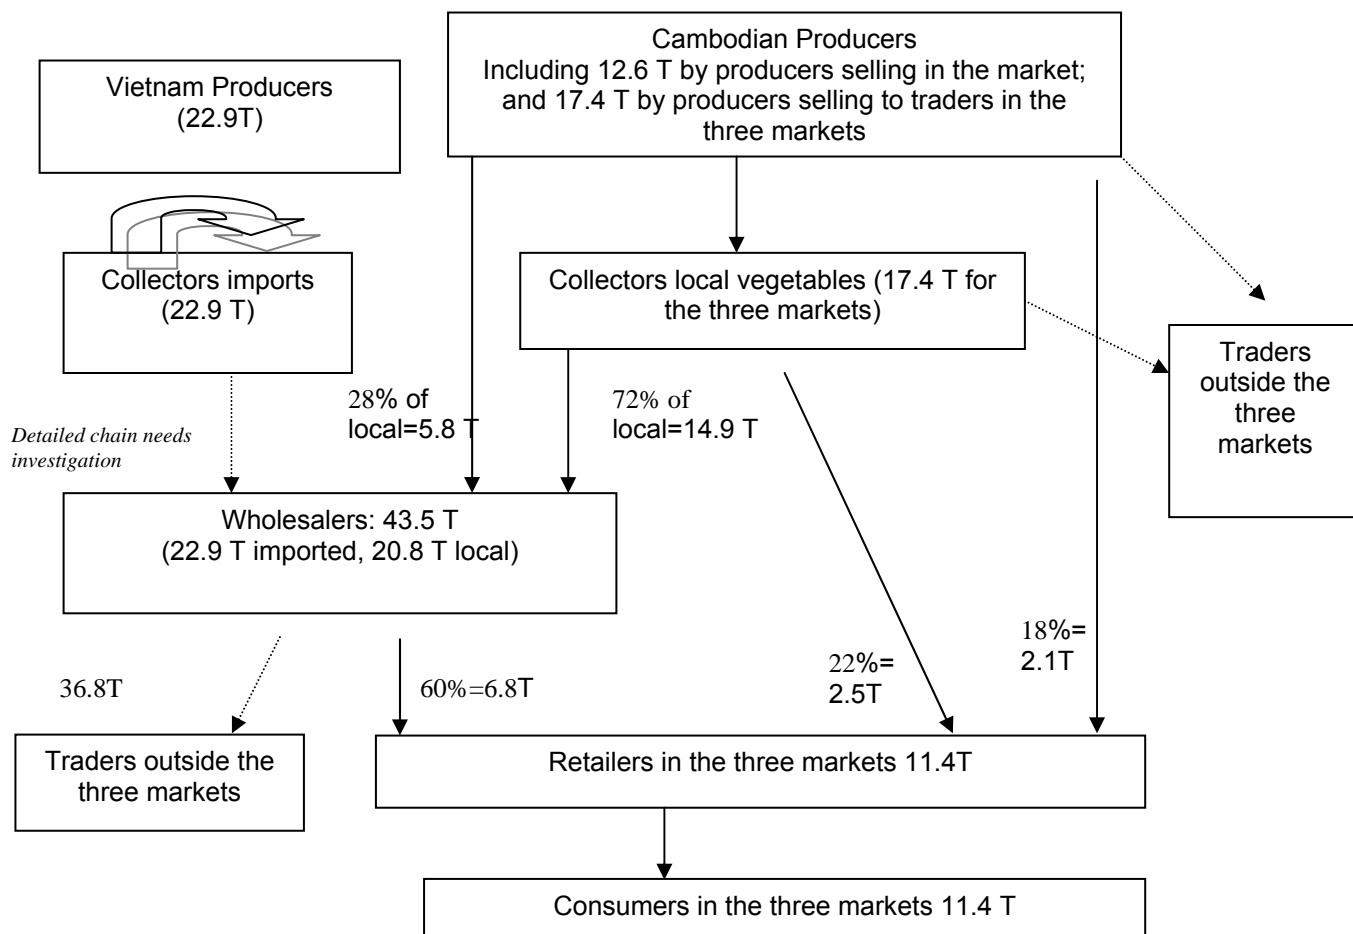 Cambodian Producers
Including 12.6 T by producers selling in the market;
and 17.4 T by producers selling to traders in the
three markets
Vietnam Producers
(22.9T)
Collectors imports
(22.9 T)
Collectors local vegetables (17.4 T for
the three markets)
Traders
outside the
three
markets
28% of
local=5.8 T
72% of
local=14.9 T
Detailed chain needs
investigation
Wholesalers: 43.5 T
(22.9 T imported, 20.8 T local)
18%=
2.1T
22%=
2.5T
36.8T
60%=6.8T
Traders outside the
three markets
Retailers in the three markets 11.4T
Consumers in the three markets 11.4 T